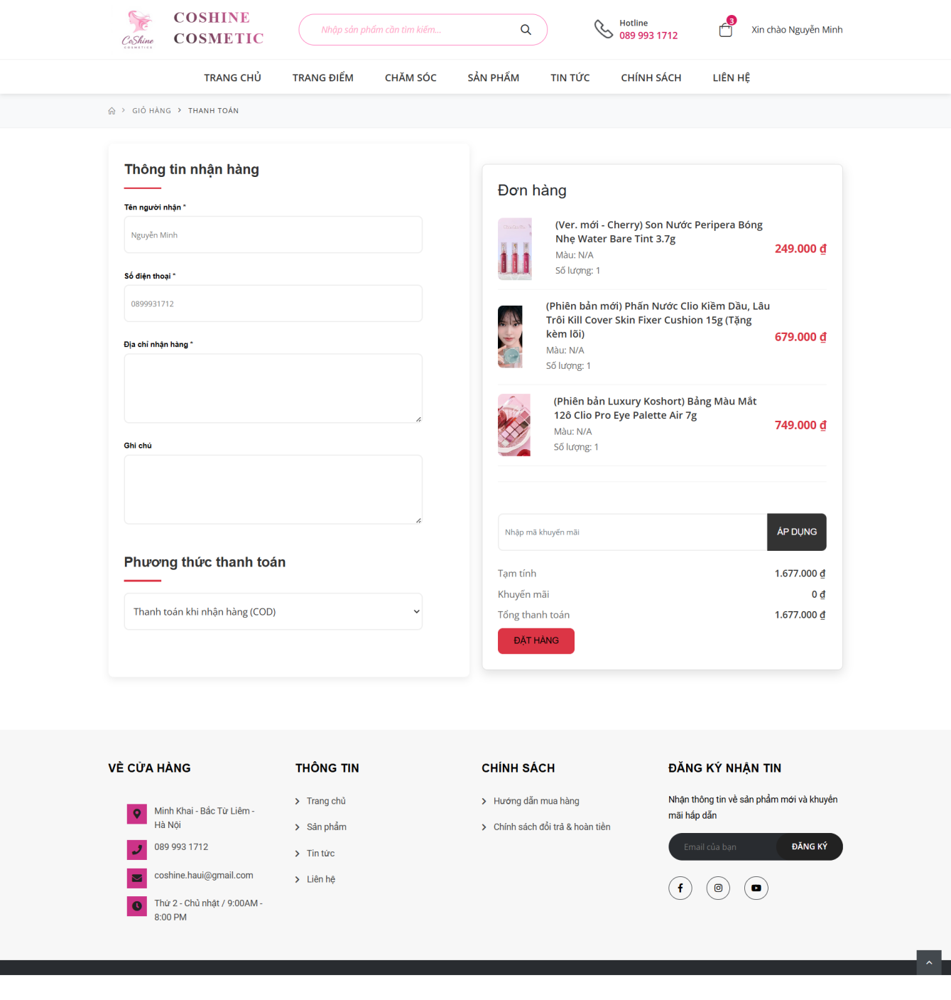 CoShine
COSMETICS
COSHINE
COSMETIC
Nhập sản phẩm cần tìm kiếm...
Hotline
089 993 1712
3
Xin chào Nguyễn Minh
TRANG CHỦ
TRANG ĐIỂM
CHĂM SÓC
SẢN PHẨM
TIN TỨC
CHÍNH SÁCH
LIÊN HỆ
GIỎ HÀNG
THANH TOÁN
Thông tin nhận hàng
Tên người nhận *
Nguyễn Minh
Số điện thoại *
0899931712
Địa chỉ nhận hàng *
Ghi chú
Phương thức thanh toán
Thanh toán khi nhận hàng (COD)
Đơn hàng
(Ver. mới - Cherry) Son Nước Peripera Bóng
Nhẹ Water Bare Tint 3.7g
Màu: N/A
Số lượng: 1
249.000 ₫
(Phiên bản mới) Phấn Nước Clio Kiềm Dầu, Lâu
Trôi Kill Cover Skin Fixer Cushion 15g (Tặng
kèm lõi)
Màu: N/A
Số lượng: 1
679.000 ₫
(Phiên bản Luxury Koshort) Bảng Màu Mắt
12ô Clio Pro Eye Palette Air 7g
Màu: N/A
Số lượng: 1
749.000 ₫
Nhập mã khuyến mãi
ÁP DỤNG
Tạm tính
1.677.000 ₫
Khuyến mãi
0 ₫
Tổng thanh toán
1.677.000 ₫
ĐẶT HÀNG
VỀ CỬA HÀNG
Minh Khai - Bắc Từ Liêm -
Hà Nội
089 993 1712
coshine.haui@gmail.com
Thứ 2 - Chủ nhật / 9:00AM -
8:00 PM
THÔNG TIN
Trang chủ
Sản phẩm
Tin tức
Liên hệ
CHÍNH SÁCH
Hướng dẫn mua hàng
Chính sách đổi trả & hoàn tiền
ĐĂNG KÝ NHẬN TIN
Nhận thông tin về sản phẩm mới và khuyến
mãi hấp dẫn
Email của bạn
ĐĂNG KÝ